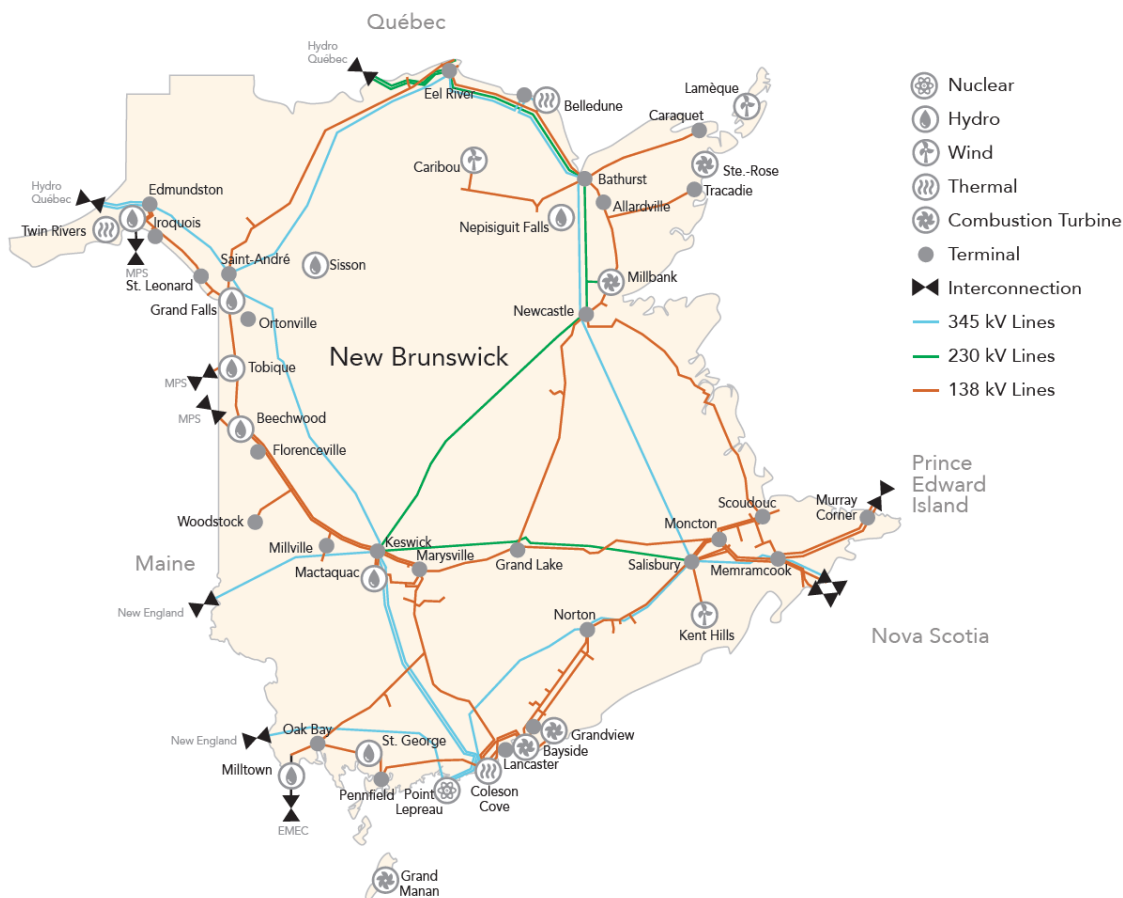 Québec
Hydro
Québec
Eel River
Belledune
Lamèque
Caraquet
Caribou
Ste.-Rose
Bathurst
Tracadie
Allardville
Nepisiguit Falls
Hydro
Québec
Edmundston
Twin Rivers
Iroquois
MPS
St. Leonard
Saint-André
Sisson
Grand Falls
Ortonville
Millbank
Newcastle
New Brunswick
MPS
Tobique
MPS
Beechwood
Florenceville
Woodstock
Millville
Keswick
Marysville
Mactaquac
Grand Lake
Maine
New England
Scoudouc
Murray
Corner
Moncton
Salisbury
Memramcook
Prince
Edward
Island
Kent Hills
Norton
Nova Scotia
New England
Oak Bay
St. George
Milltown
EMEC
Pennfield
Point
Lepreau
Coleson
Cove
Lancaster
Bayside
Grandview
Grand
Manan
Nuclear
Hydro
Wind
Thermal
Combustion Turbine
Terminal
Interconnection
345 kV Lines
230 kV Lines
138 kV Lines